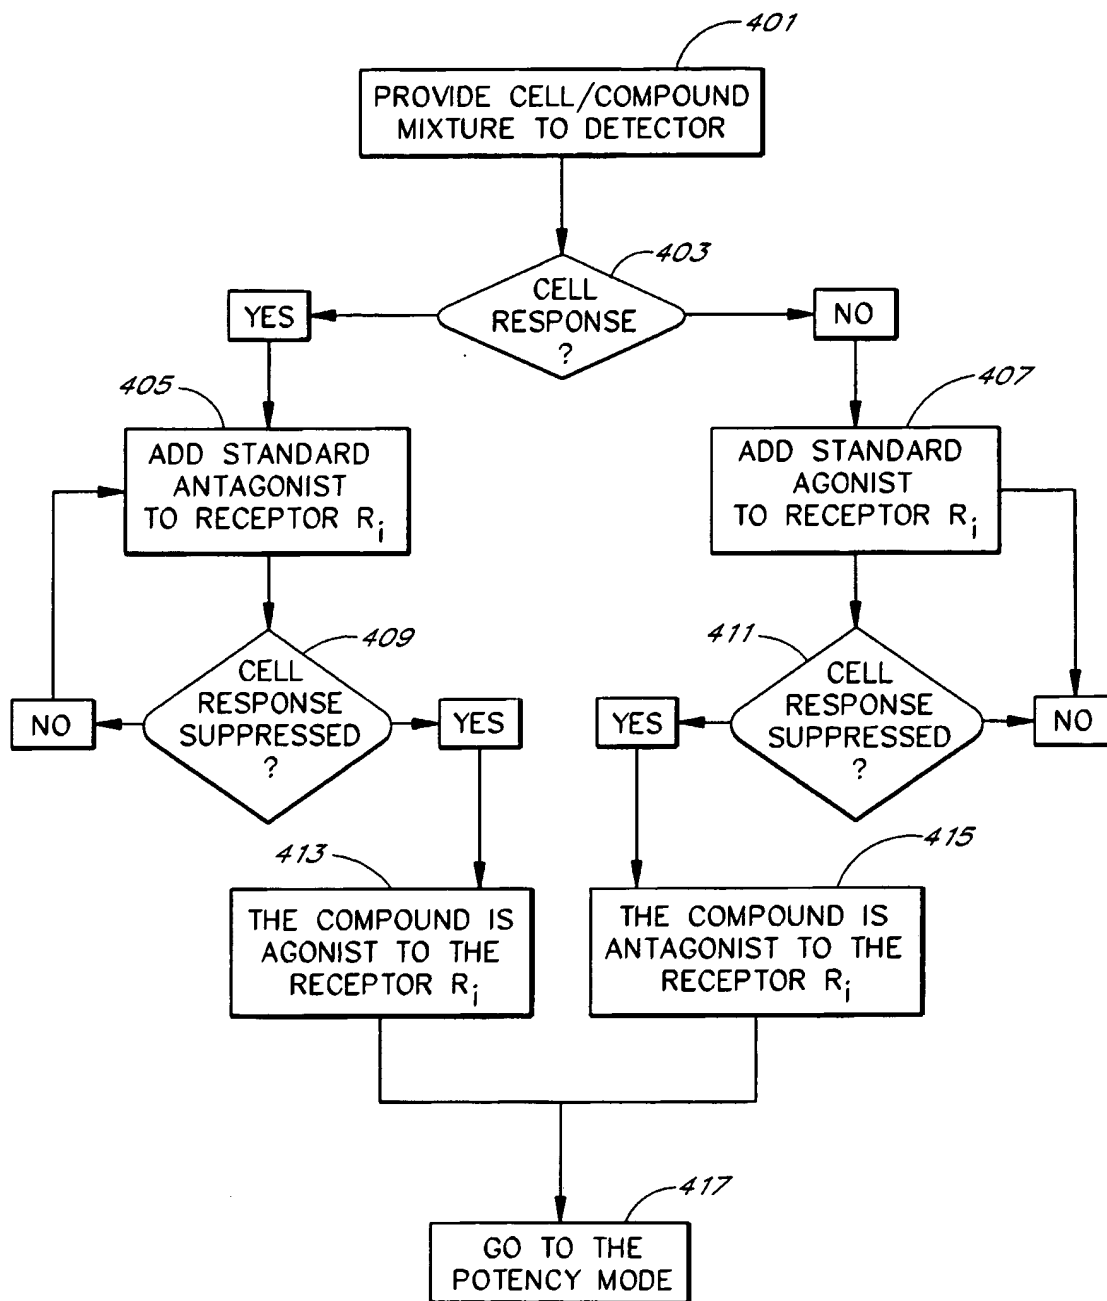 401
PROVIDE CELL/COMPOUND
MIXTURE TO DETECTOR
403
CELL
RESPONSE
?
YES
NO
405
ADD STANDARD
ANTAGONIST
TO RECEPTOR Ri
407
ADD STANDARD
AGONIST
TO RECEPTOR Ri
409
CELL
RESPONSE
SUPPRESSED
?
NO
YES
411
CELL
RESPONSE
SUPPRESSED
?
YES
NO
413
THE COMPOUND IS
AGONIST TO THE
RECEPTOR Ri
415
THE COMPOUND IS
ANTAGONIST TO THE
RECEPTOR Ri
417
GO TO THE
POTENCY MODE